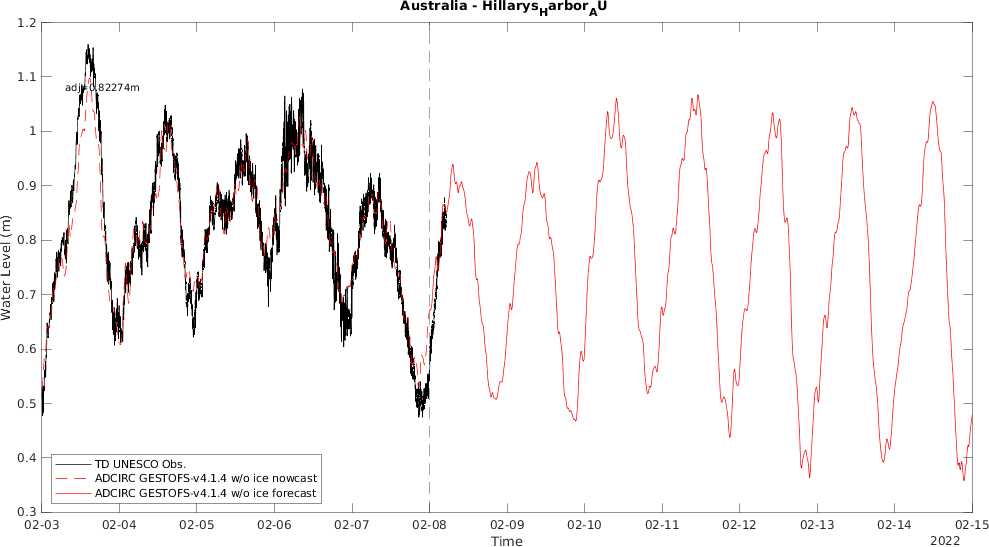 Australia - HillarysHarborAU
1.2
1.1
adj=0.82274m
1
0.9
0.8
0.7
0.6
0.5
0.4
0.3
Water Level (m)
TD UNESCO Obs.
ADCIRC GESTOFS-v4.1.4 w/o ice nowcast
ADCIRC GESTOFS-v4.1.4 w/o ice forecast
02-03 02-04 02-05 02-06 02-07 02-08 02-09 02-10 02-11 02-12 02-13 02-14 02-15
Time
2022